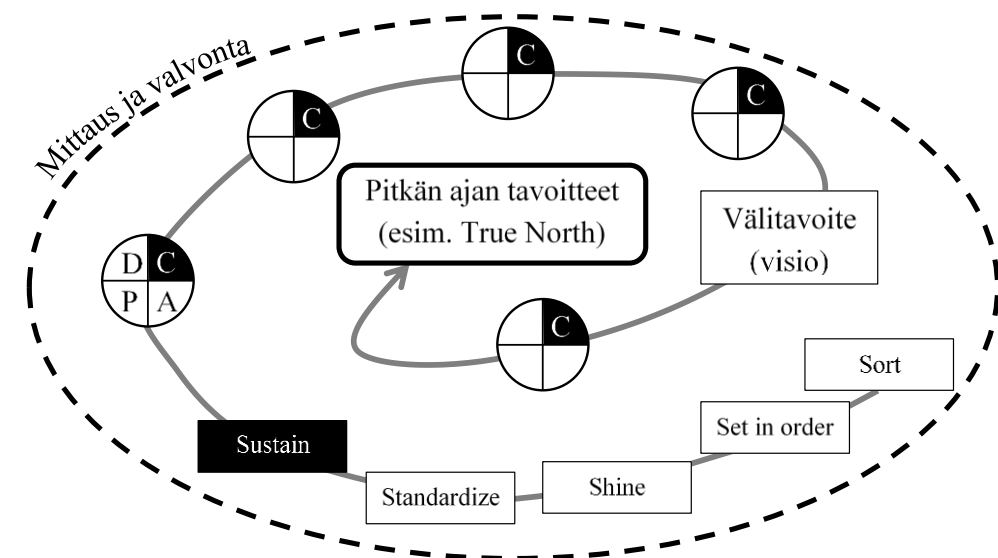 Mittaus ja valvonta
C
C
C
Pitkän ajan tavoitteet
(esim. True North)
Välitavoite
(visio)
D C
P A
C
Sort
Set in order
Shine
Standardize
Sustain